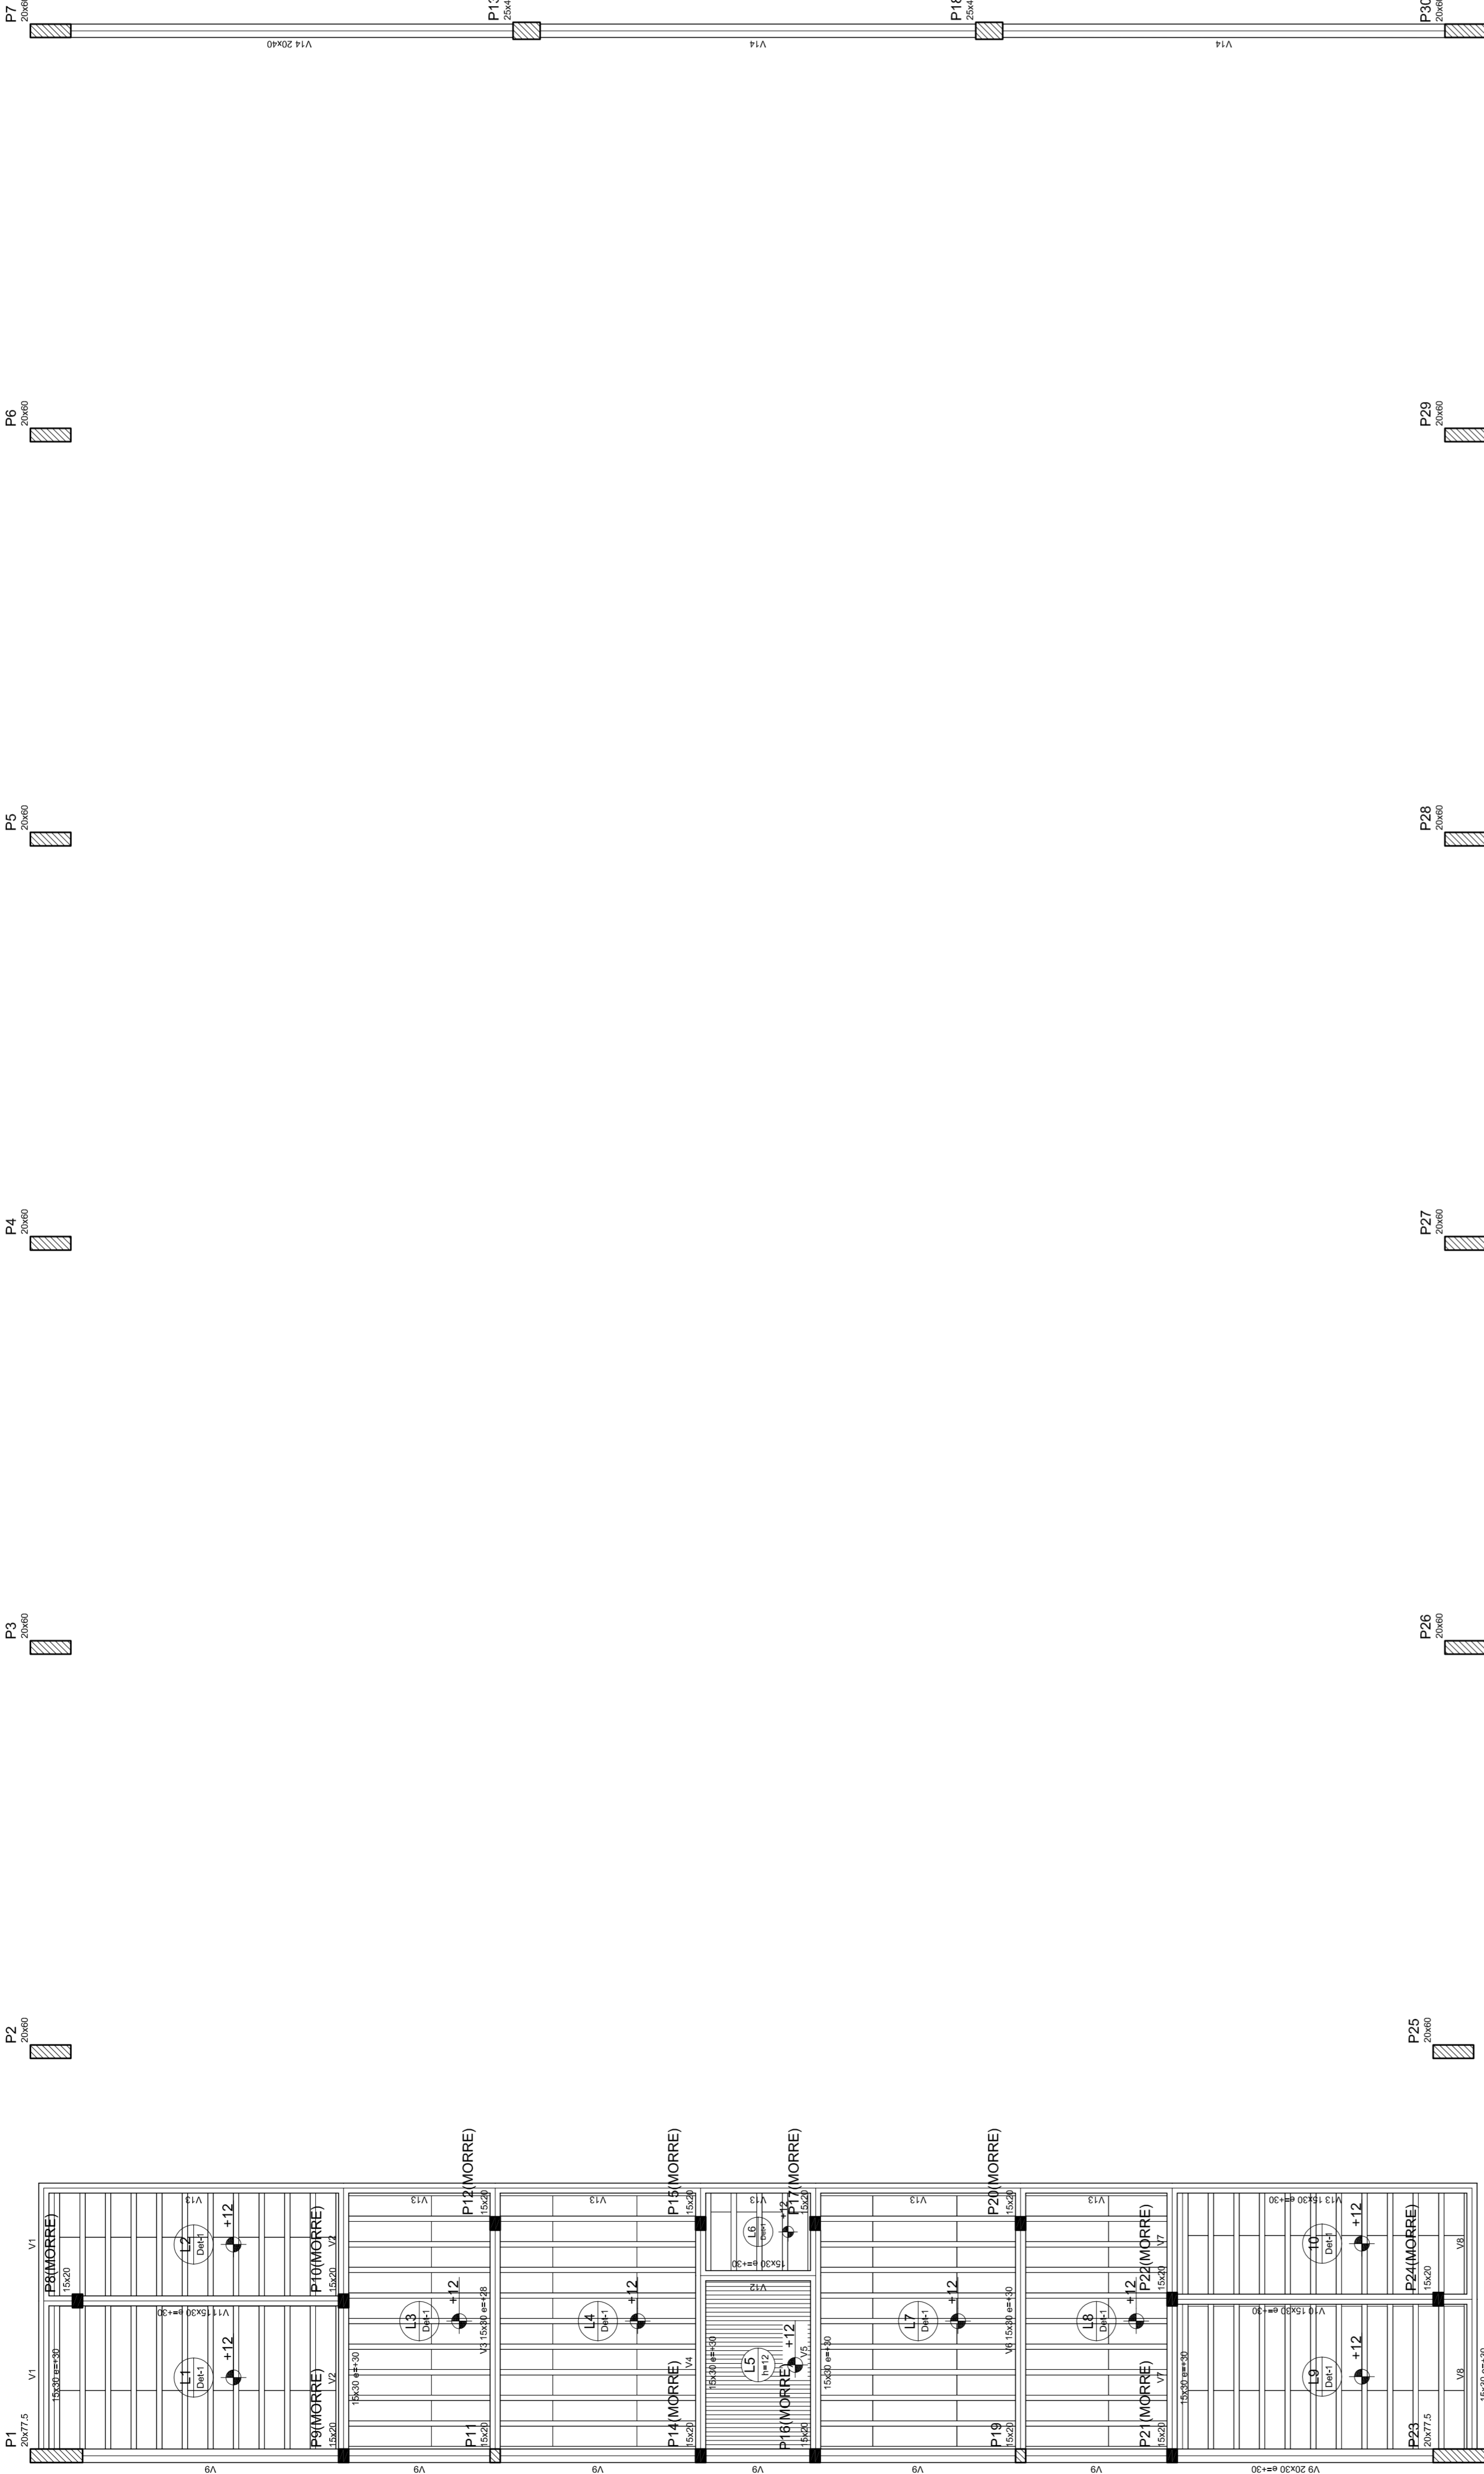 P7
20x60
P13
P18
P30
V14 20x40
V14
V14
P6
20x60
P29
20x60
P5
20x60
P28
20x60
P4
20x60
P27
20x60
P3
20x60
P26
20x60
P2
20x60
P25
20x60
P12(MORRE)
15x20
P15(MORRE)
15x20
P17(MORRE)
15x20
P20(MORRE)
15x20
V1
P8(MORRE)
15x20
V13
L2
Det-1
+12
P10(MORRE)
15x20
V2
V13
V13
V13
L6
Det-1
+12
V13
V13
P22(MORRE)
15x20
V7
V13 15x30 e=+30
10
Det-1
+12
P24(MORRE)
15x20
V8
V11 15x30 e=+30
V12
15x30 e=+30
V10 15x30 e=+30
P1
20x77.5
V1
15x30 e=+30
L1
Det-1
+12
P9(MORRE)
15x20
V2
15x30 e=+30
L3
Det-1
+12
P11
15x20
V3 15x30 e=+28
L4
Det-1
+12
P14(MORRE)
15x20
V4
15x30 e=+30
L5
h=12
+12
P16(MORRE)
15x20
V5
15x30 e=+30
L7
Det-1
+12
P19
15x20
V6 15x30 e=+30
L8
Det-1
+12
P21(MORRE)
15x20
V7
15x30 e=+30
L9
Det-1
+12
P23
20x77.5
V8
V9
V9
V9
V9
V9
V9
V9 20x30 e=+30